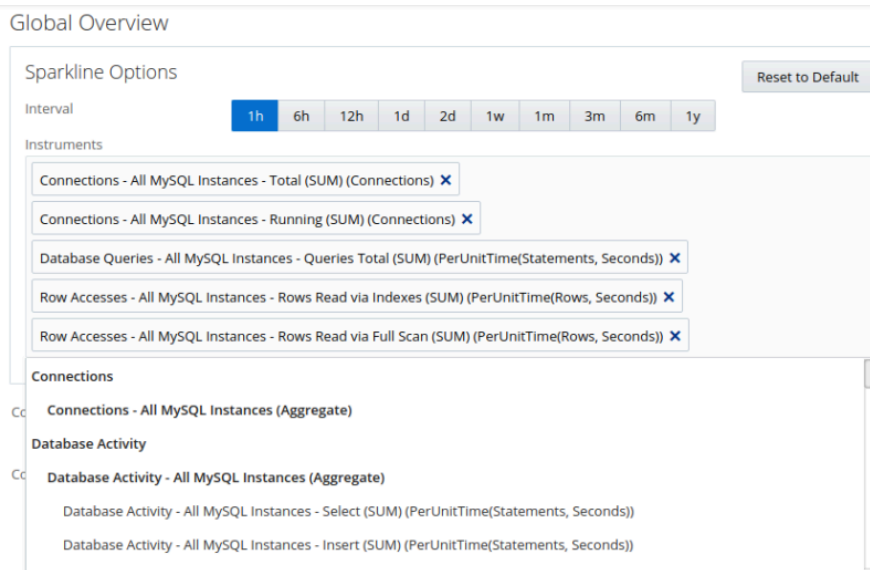 Global Overview
Sparkline Options
Reset to Default
Interval
1h 6h 12h 1d 2d 1w 1m 3m 6m 1y
Instruments
Connections - All MySQL Instances - Total (SUM) (Connections) ×
Connections - All MySQL Instances - Running (SUM) (Connections) ×
Database Queries - All MySQL Instances - Queries Total (SUM) (PerUnitTime(Statements, Seconds)) ×
Row Accesses - All MySQL Instances - Rows Read via Indexes (SUM) (PerUnitTime(Rows, Seconds)) ×
Row Accesses - All MySQL Instances - Rows Read via Full Scan (SUM) (PerUnitTime(Rows, Seconds)) ×
Connections
Connections - All MySQL Instances (Aggregate)
Co
Database Activity
Co
Database Activity - All MySQL Instances (Aggregate)
Database Activity - All MySQL Instances - Select (SUM) (PerUnitTime(Statements, Seconds))
Database Activity - All MySQL Instances - Insert (SUM) (PerUnitTime(Statements, Seconds))